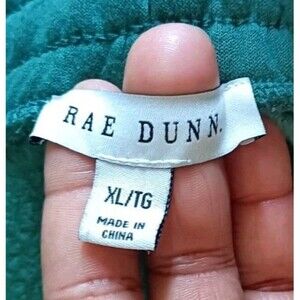 RAE DUNN.
XL/TG
MADE IN
CHINA